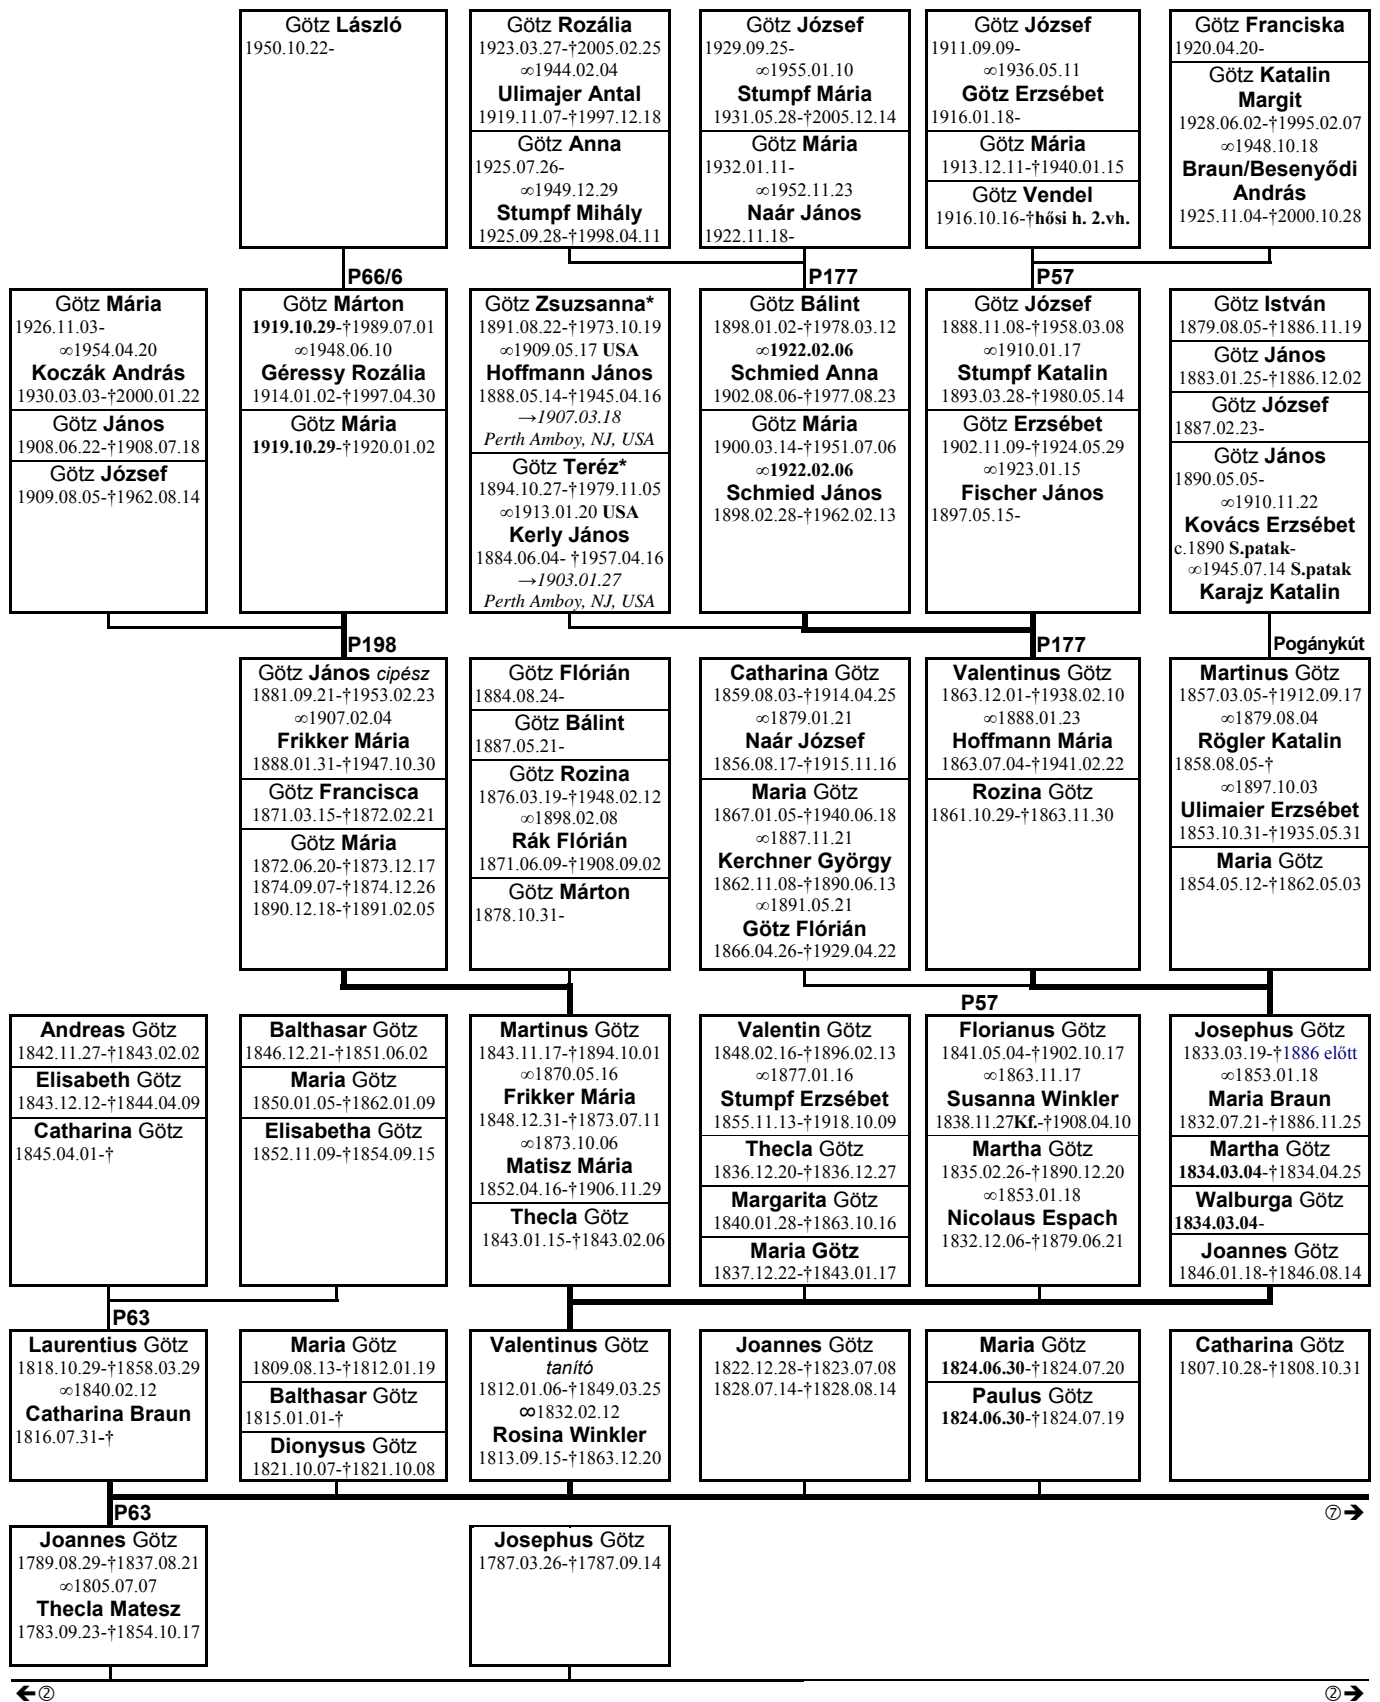 Götz László
1950.10.22-
Götz Rozália
1923.03.27-†2005.02.25
∞1944.02.04
Ulimajer Antal
1919.11.07-†1997.12.18
Götz Anna
1925.07.26-
∞1949.12.29
Stumpf Mihály
1925.09.28-†1998.04.11
Götz József
1929.09.25-
∞1955.01.10
Stumpf Mária
1931.05.28-†2005.12.14
Götz Mária
1932.01.11-
∞1952.11.23
Naár János
1922.11.18-
Götz József
1911.09.09-
∞1936.05.11
Götz Erzsébet
1916.01.18-
Götz Mária
1913.12.11-†1940.01.15
Götz Vendel
1916.10.16-†hősi h. 2.vh.
Götz Franciska
1920.04.20-
Götz Katalin
Margit
1928.06.02-†1995.02.07
∞1948.10.18
Braun/Besenyődi
András
1925.11.04-†2000.10.28
P66/6
P177
P57
Götz Mária
1926.11.03-
∞1954.04.20
Koczák András
1930.03.03-†2000.01.22
Götz János
1908.06.22-†1908.07.18
Götz József
1909.08.05-†1962.08.14
Götz Márton
1919.10.29-†1989.07.01
∞1948.06.10
Géressy Rozália
1914.01.02-†1997.04.30
Götz Mária
1919.10.29-†1920.01.02
Götz Zsuzsanna*
1891.08.22-†1973.10.19
∞1909.05.17 USA
Hoffmann János
1888.05.14-†1945.04.16
→1907.03.18
Perth Amboy, NJ, USA
Götz Teréz*
1894.10.27-†1979.11.05
∞1913.01.20 USA
Kerly János
1884.06.04- †1957.04.16
→1903.01.27
Perth Amboy, NJ, USA
Götz Bálint
1898.01.02-†1978.03.12
∞1922.02.06
Schmied Anna
1902.08.06-†1977.08.23
Götz Mária
1900.03.14-†1951.07.06
∞1922.02.06
Schmied János
1898.02.28-†1962.02.13
Götz József
1888.11.08-†1958.03.08
∞1910.01.17
Stumpf Katalin
1893.03.28-†1980.05.14
Götz Erzsébet
1902.11.09-†1924.05.29
∞1923.01.15
Fischer János
1897.05.15-
Götz István
1879.08.05-†1886.11.19
Götz János
1883.01.25-†1886.12.02
Götz József
1887.02.23-
Götz János
1890.05.05-
∞1910.11.22
Kovács Erzsébet
c.1890 S.patak-
∞1945.07.14 S.patak
Karajz Katalin
P198
P177
Pogánykút
Götz János cipész
1881.09.21-†1953.02.23
∞1907.02.04
Frikker Mária
1888.01.31-†1947.10.30
Götz Francisca
1871.03.15-†1872.02.21
Götz Mária
1872.06.20-†1873.12.17
1874.09.07-†1874.12.26
1890.12.18-†1891.02.05
Götz Flórián
1884.08.24-
Götz Bálint
1887.05.21-
Götz Rozina
1876.03.19-†1948.02.12
∞1898.02.08
Rák Flórián
1871.06.09-†1908.09.02
Götz Márton
1878.10.31-
Catharina Götz
1859.08.03-†1914.04.25
∞1879.01.21
Naár József
1856.08.17-†1915.11.16
Maria Götz
1867.01.05-†1940.06.18
∞1887.11.21
Kerchner György
1862.11.08-†1890.06.13
∞1891.05.21
Götz Flórián
1866.04.26-†1929.04.22
Valentinus Götz
1863.12.01-†1938.02.10
∞1888.01.23
Hoffmann Mária
1863.07.04-†1941.02.22
Rozina Götz
1861.10.29-†1863.11.30
Martinus Götz
1857.03.05-†1912.09.17
∞1879.08.04
Rögler Katalin
1858.08.05-†
∞1897.10.03
Ulimaier Erzsébet
1853.10.31-†1935.05.31
Maria Götz
1854.05.12-†1862.05.03
P57
Andreas Götz
1842.11.27-†1843.02.02
Elisabeth Götz
1843.12.12-†1844.04.09
Catharina Götz
1845.04.01-†
Balthasar Götz
1846.12.21-†1851.06.02
Maria Götz
1850.01.05-†1862.01.09
Elisabetha Götz
1852.11.09-†1854.09.15
Martinus Götz
1843.11.17-†1894.10.01
∞1870.05.16
Frikker Mária
1848.12.31-†1873.07.11
∞1873.10.06
Matisz Mária
1852.04.16-†1906.11.29
Thecla Götz
1843.01.15-†1843.02.06
Valentin Götz
1848.02.16-†1896.02.13
∞1877.01.16
Stumpf Erzsébet
1855.11.13-†1918.10.09
Thecla Götz
1836.12.20-†1836.12.27
Margarita Götz
1840.01.28-†1863.10.16
Maria Götz
1837.12.22-†1843.01.17
Florianus Götz
1841.05.04-†1902.10.17
∞1863.11.17
Susanna Winkler
1838.11.27Kf.-†1908.04.10
Martha Götz
1835.02.26-†1890.12.20
∞1853.01.18
Nicolaus Espach
1832.12.06-†1879.06.21
Josephus Götz
1833.03.19-†1886 előtt
∞1853.01.18
Maria Braun
1832.07.21-†1886.11.25
Martha Götz
1834.03.04-†1834.04.25
Walburga Götz
1834.03.04-
Joannes Götz
1846.01.18-†1846.08.14
P63
Laurentius Götz
1818.10.29-†1858.03.29
∞1840.02.12
Catharina Braun
1816.07.31-†
Maria Götz
1809.08.13-†1812.01.19
Balthasar Götz
1815.01.01-†
Dionysus Götz
1821.10.07-†1821.10.08
Valentinus Götz
tanító
1812.01.06-†1849.03.25
∞1832.02.12
Rosina Winkler
1813.09.15-†1863.12.20
Joannes Götz
1822.12.28-†1823.07.08
1828.07.14-†1828.08.14
Maria Götz
1824.06.30-†1824.07.20
Paulus Götz
1824.06.30-†1824.07.19
Catharina Götz
1807.10.28-†1808.10.31
P63
⑦➔
Joannes Götz
1789.08.29-†1837.08.21
∞1805.07.07
Thecla Matesz
1783.09.23-†1854.10.17
Josephus Götz
1787.03.26-†1787.09.14
🡸②
②➔